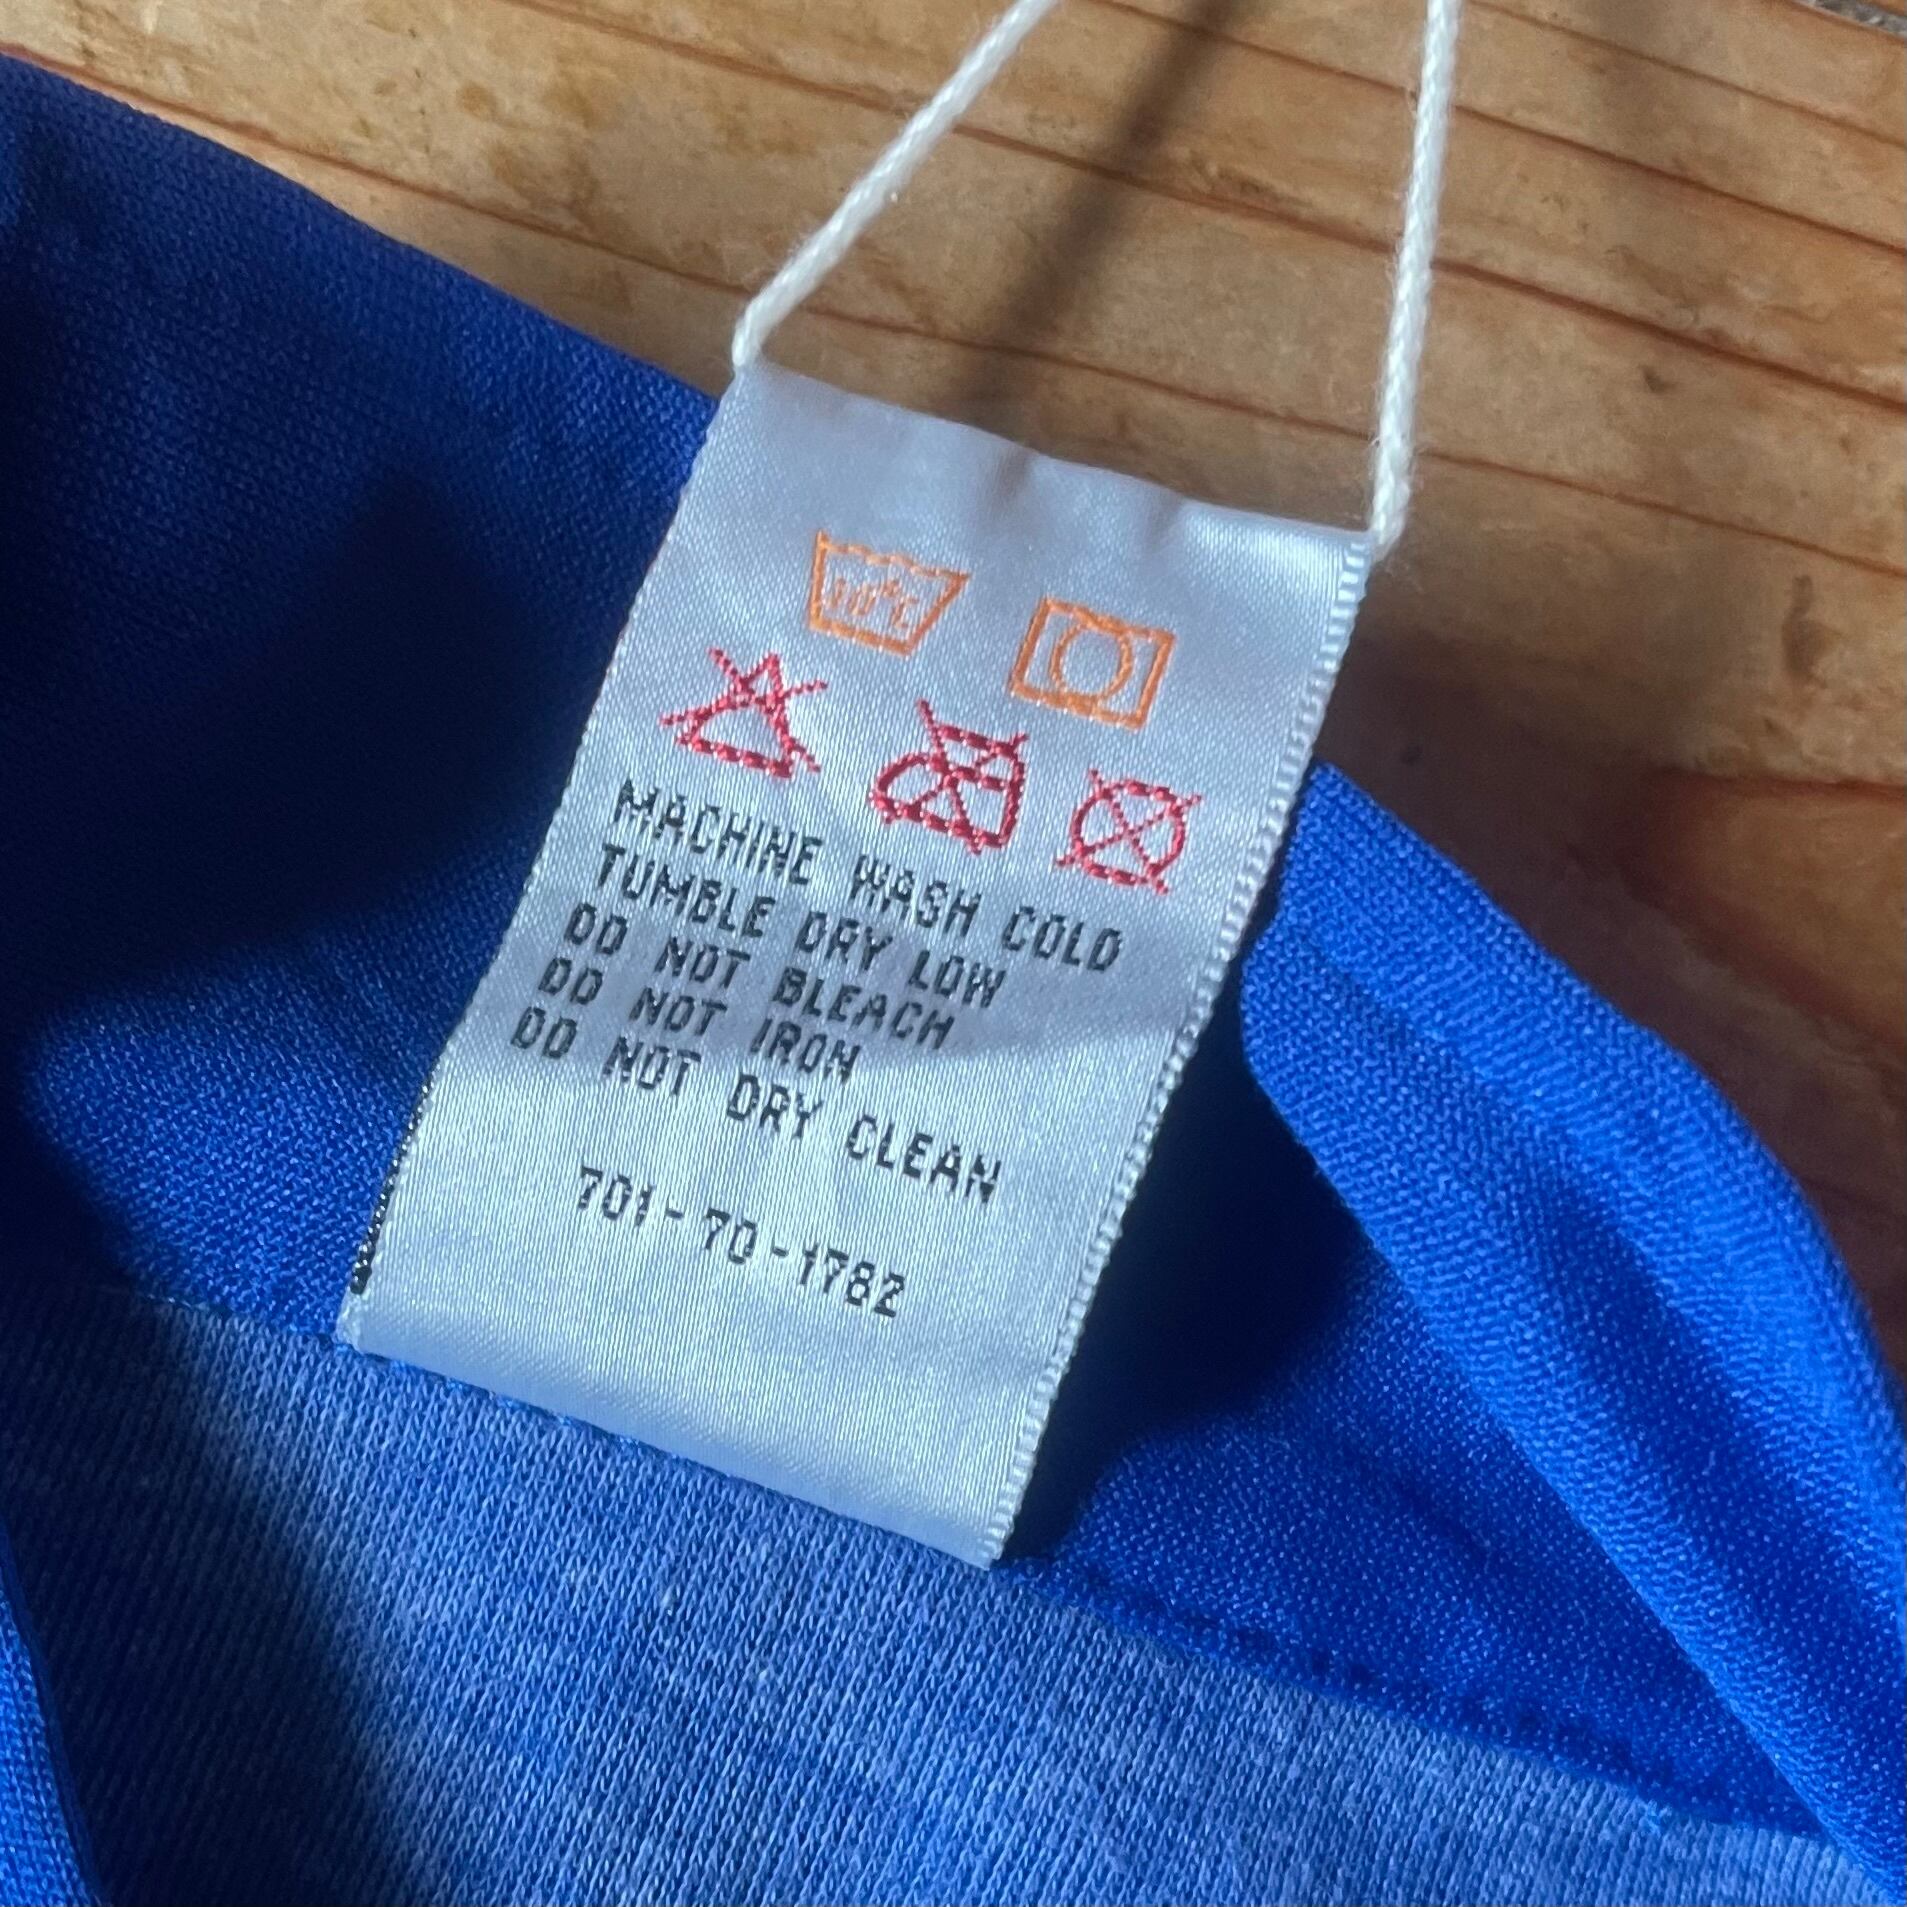 40°C
MACHINE WASH COLD
TUMBLE DRY LOW
DO NOT BLEACH
DO NOT IRON
DO NOT DRY CLEAN
701-70-1782